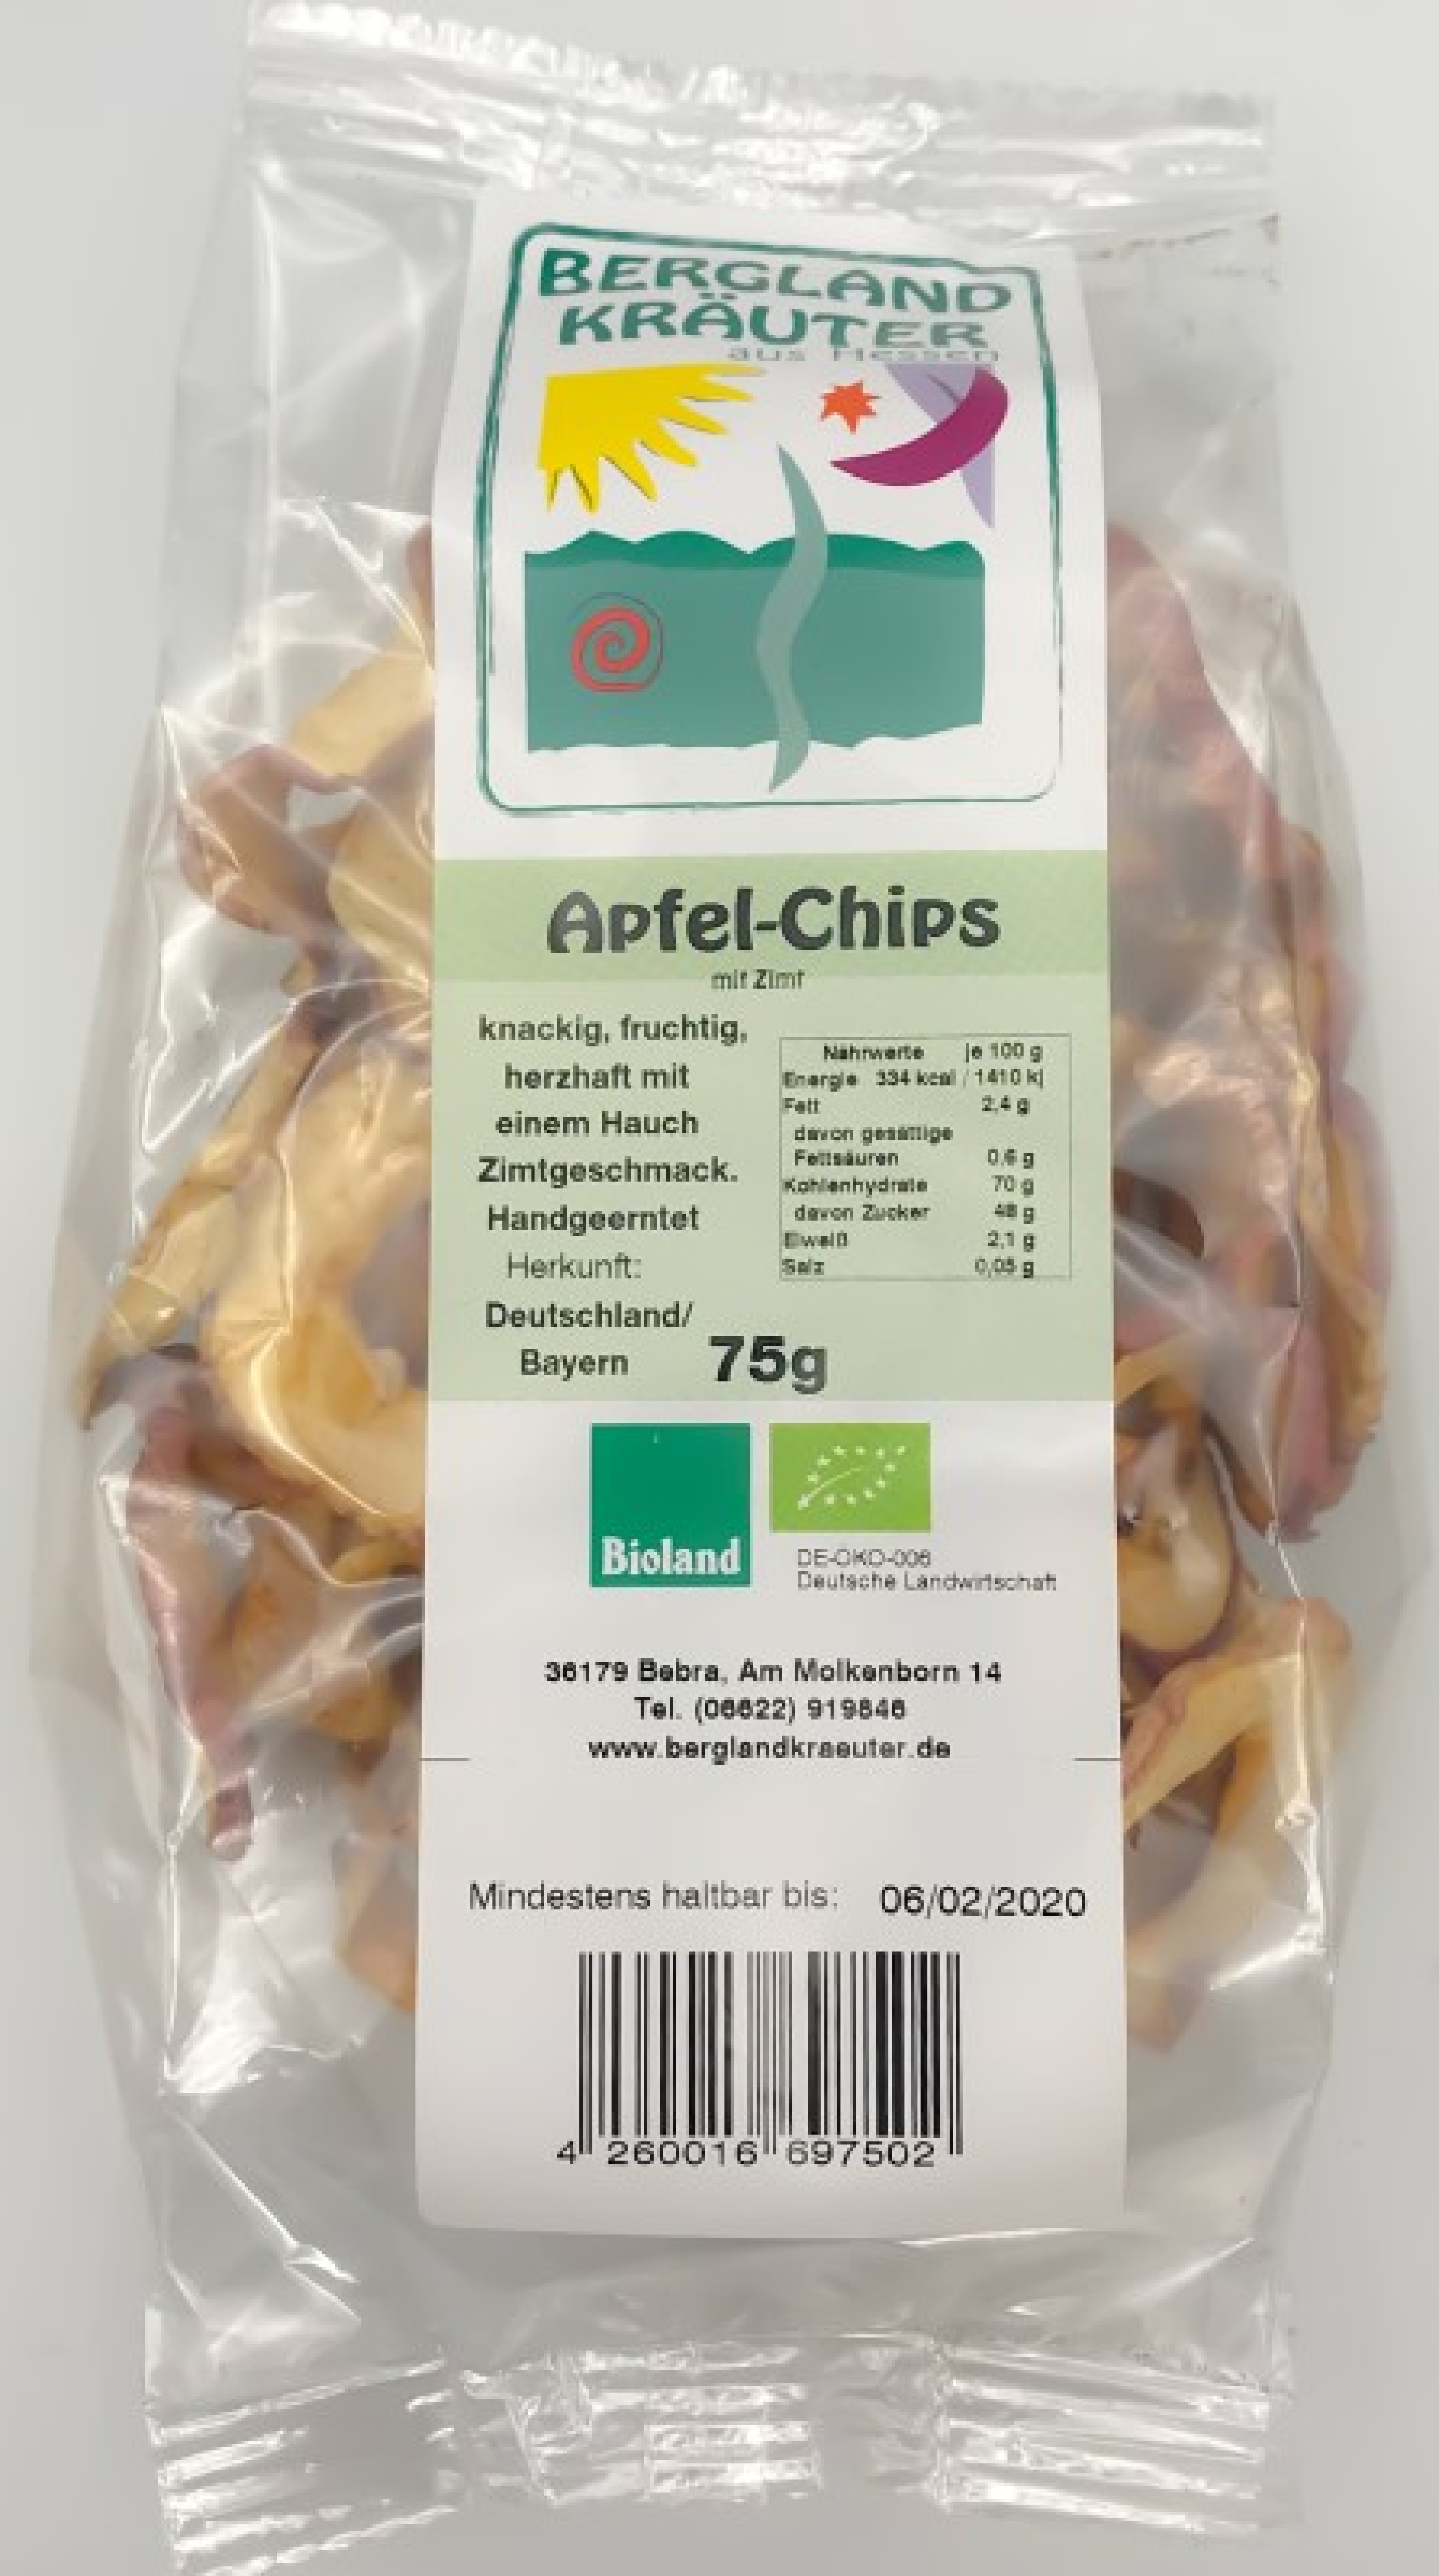 BERGLAND
KRÄUTER
aus Hessen
Apfel-Chips
mit Zimt
knackig, fruchtig,
herzhaft mit
einem Hauch
Zimtgeschmack.
Handgeerntet
Herkunft:
Deutschland/
Bayern
Nährwerte je 100 g
Energie 334 kcal / 1410 kj
Fett 2,4 g
davon gesättige
Fettsäuren 0,6 g
Kohlenhydrate 70 g
davon Zucker 48 g
Eiweiß 2,1 g
Salz 0,05 g
75g
Bioland
DE-ÖKO-006
Deutsche Landwirtschaft
36179 Bebra, Am Molkenborn 14
Tel. (06622) 919846
www.berglandkraeuter.de
Mindestens haltbar bis: 06/02/2020
4 260016 697502